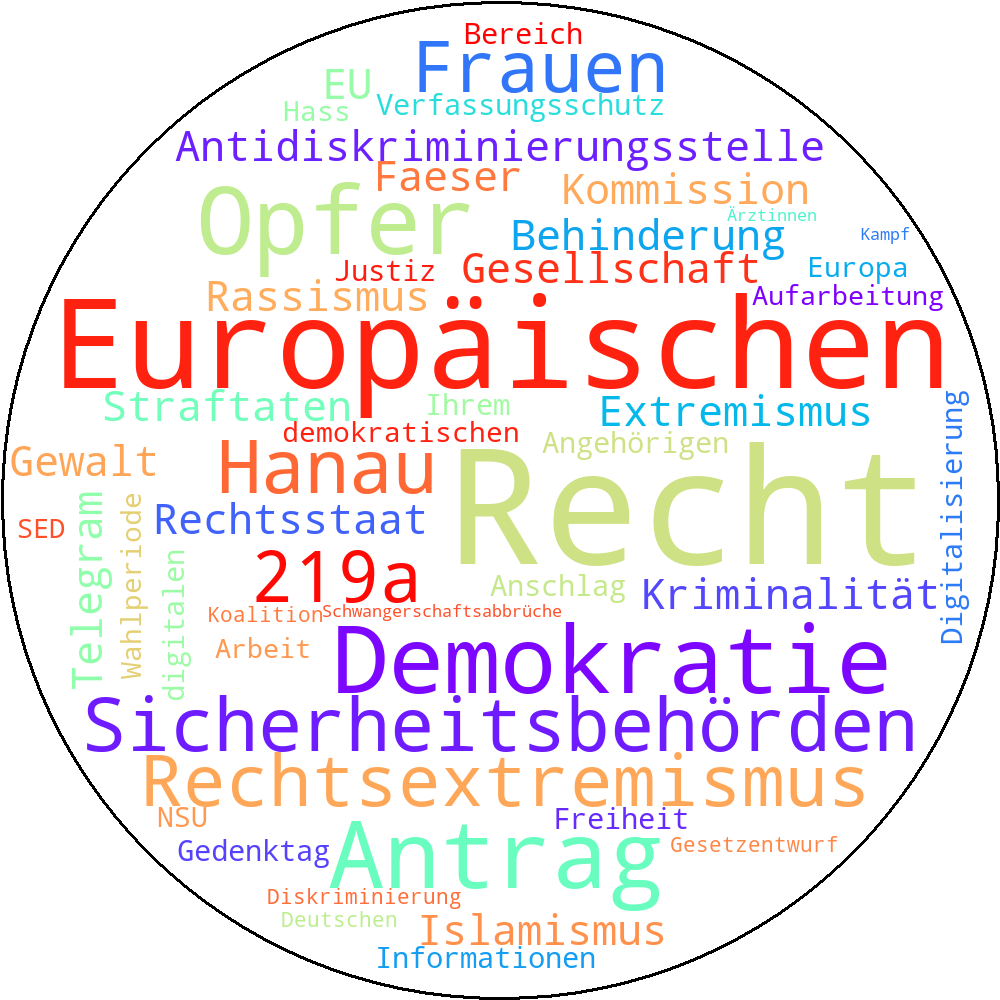 Bereich
Frauen
EU
Verfassungsschutz
Hass
Antidiskriminierungsstelle
Faeser
Kommission
Opfer
Ärztinnen
Behinderung
Kampf
Justiz
Gesellschaft
Europa
Rassismus
Aufarbeitung
Europäischen
Straftaten
Ihrem
Extremismus
demokratischen
Angehörigen
Digitalisierung
Gewalt
Hanau
Recht
Telegram
Wahlperiode
SED
Rechtsstaat
digitalen
219a
Anschlag
Kriminalität
Koalition
Schwangerschaftsabbrüche
Arbeit
Demokratie
Sicherheitsbehörden
Rechtsextremismus
NSU
Freiheit
Gedenktag
Antrag
Gesetzentwurf
Diskriminierung
Deutschen
Islamismus
Informationen